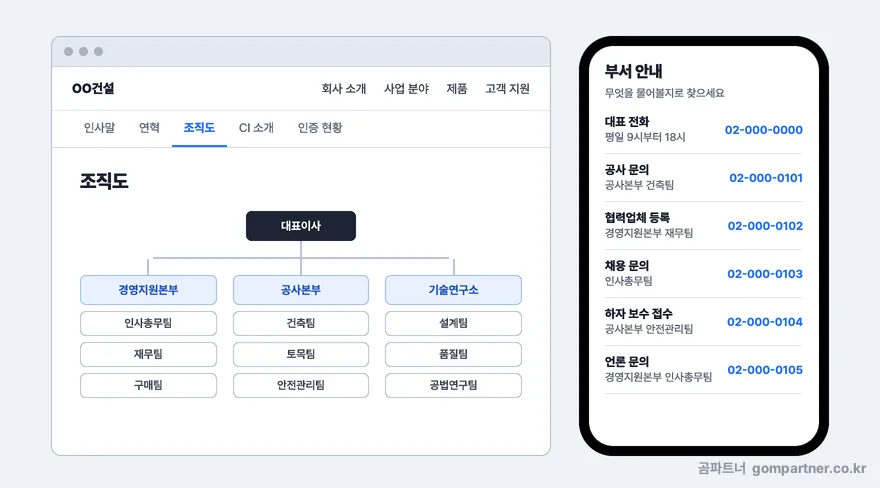 OO건설
회사 소개 사업 분야 제품 고객 지원
인사말 연혁 조직도 CI 소개 인증 현황
조직도
대표이사
경영지원본부 공사본부 기술연구소
인사총무팀 건축팀 설계팀
재무팀 토목팀 품질팀
구매팀 안전관리팀 공법연구팀
부서 안내
무엇을 물어볼지로 찾으세요
대표 전화
평일 9시부터 18시
02-000-0000
공사 문의
공사본부 건축팀
02-000-0101
협력업체 등록
경영지원본부 재무팀
02-000-0102
채용 문의
인사총무팀
02-000-0103
하자 보수 접수
공사본부 안전관리팀
02-000-0104
언론 문의
경영지원본부 인사총무팀
02-000-0105
곰파트너 gompartner.co.kr